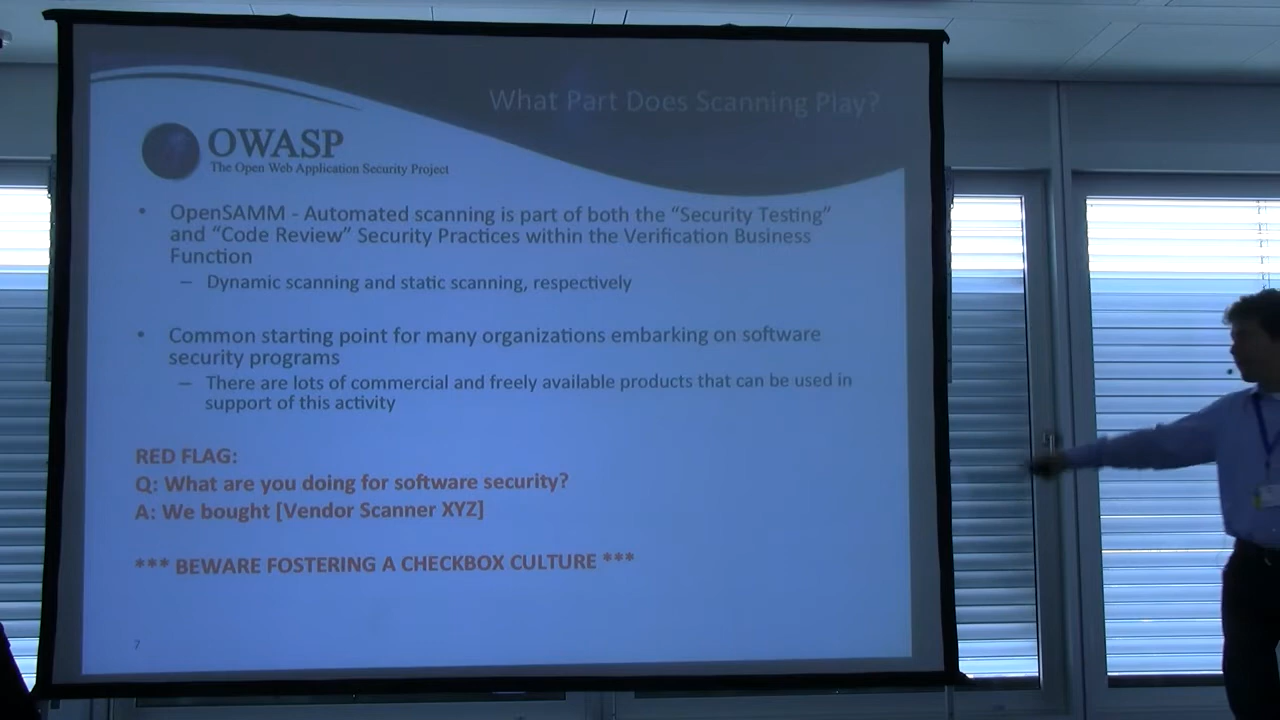 What Part Does Scanning Play?
OWASP
The Open Web Application Security Project
• OpenSAMM - Automated scanning is part of both the “Security Testing”
and “Code Review” Security Practices within the Verification Business
Function
– Dynamic scanning and static scanning, respectively
• Common starting point for many organizations embarking on software
security programs
– There are lots of commercial and freely available products that can be used in
support of this activity
RED FLAG:
Q: What are you doing for software security?
A: We bought [Vendor Scanner XYZ]
*** BEWARE FOSTERING A CHECKBOX CULTURE ***
7